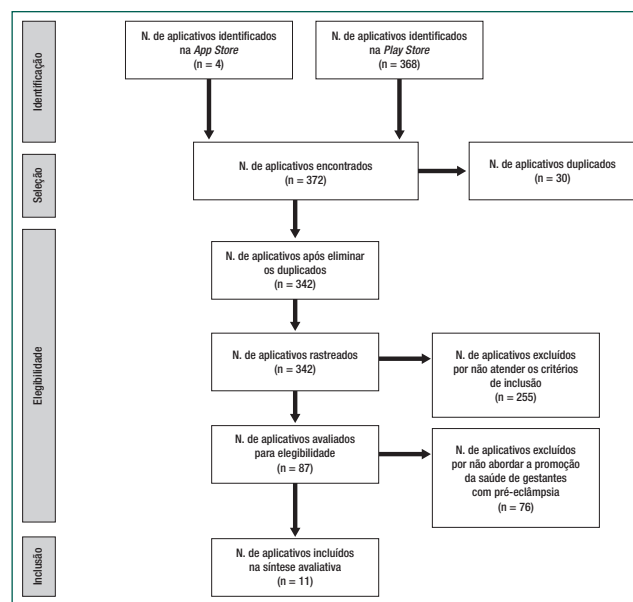 Identificação
N. de aplicativos identificados
na App Store
(n = 4)
N. de aplicativos identificados
na Play Store
(n = 368)
Seleção
N. de aplicativos encontrados
(n = 372)
N. de aplicativos duplicados
(n = 30)
Elegibilidade
N. de aplicativos após eliminar
os duplicados
(n = 342)
N. de aplicativos rastreados
(n = 342)
N. de aplicativos excluídos
por não atender os critérios
de inclusão
(n = 255)
N. de aplicativos avaliados
para elegibilidade
(n = 87)
N. de aplicativos excluídos
por não abordar a promoção
da saúde de gestantes
com pré-eclâmpsia
(n = 76)
Inclusão
N. de aplicativos incluídos
na síntese avaliativa
(n = 11)